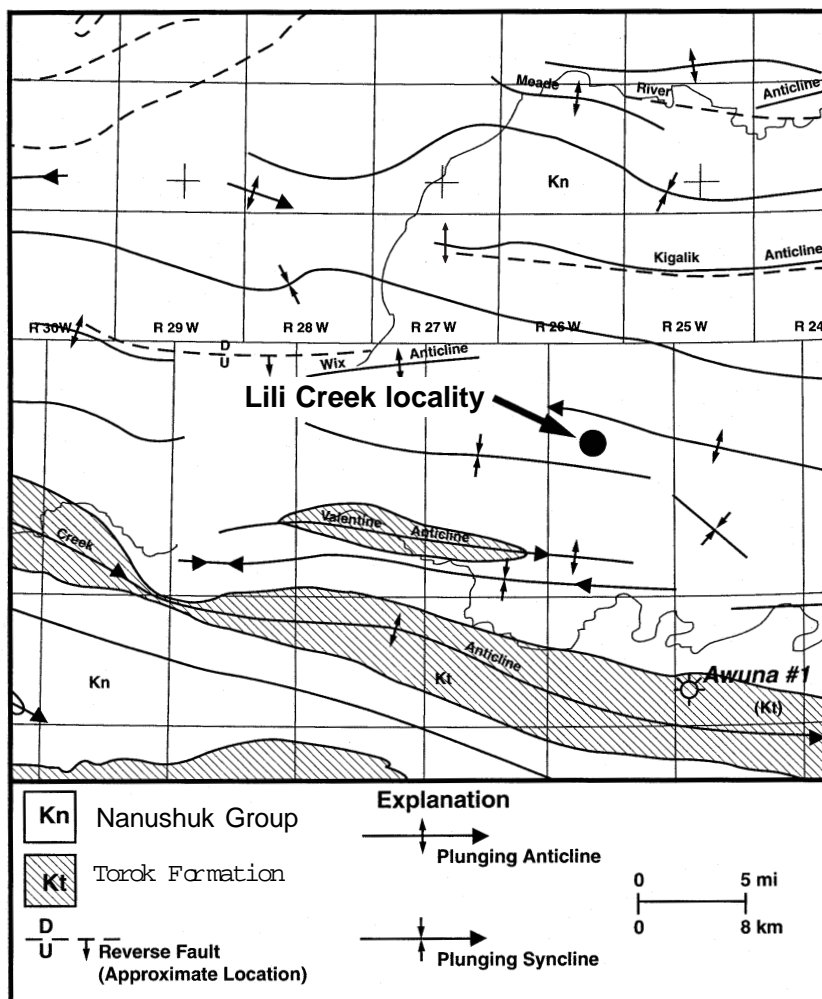 Meade River
Anticline
Kn
Kigalik Anticline
R 30W R 29 W R 28 W R 27 W R 26 W R 25 W R 24
D
U
Wix Anticline
Lili Creek locality
Valentine Anticline
Creek
Anticline
Kn
Kt
Awuna #1
(Kt)
Kn Nanushuk Group
Kt Torok Formation
D
U
Reverse Fault
(Approximate Location)
Explanation
Plunging Anticline
Plunging Syncline
0 5 mi
0 8 km